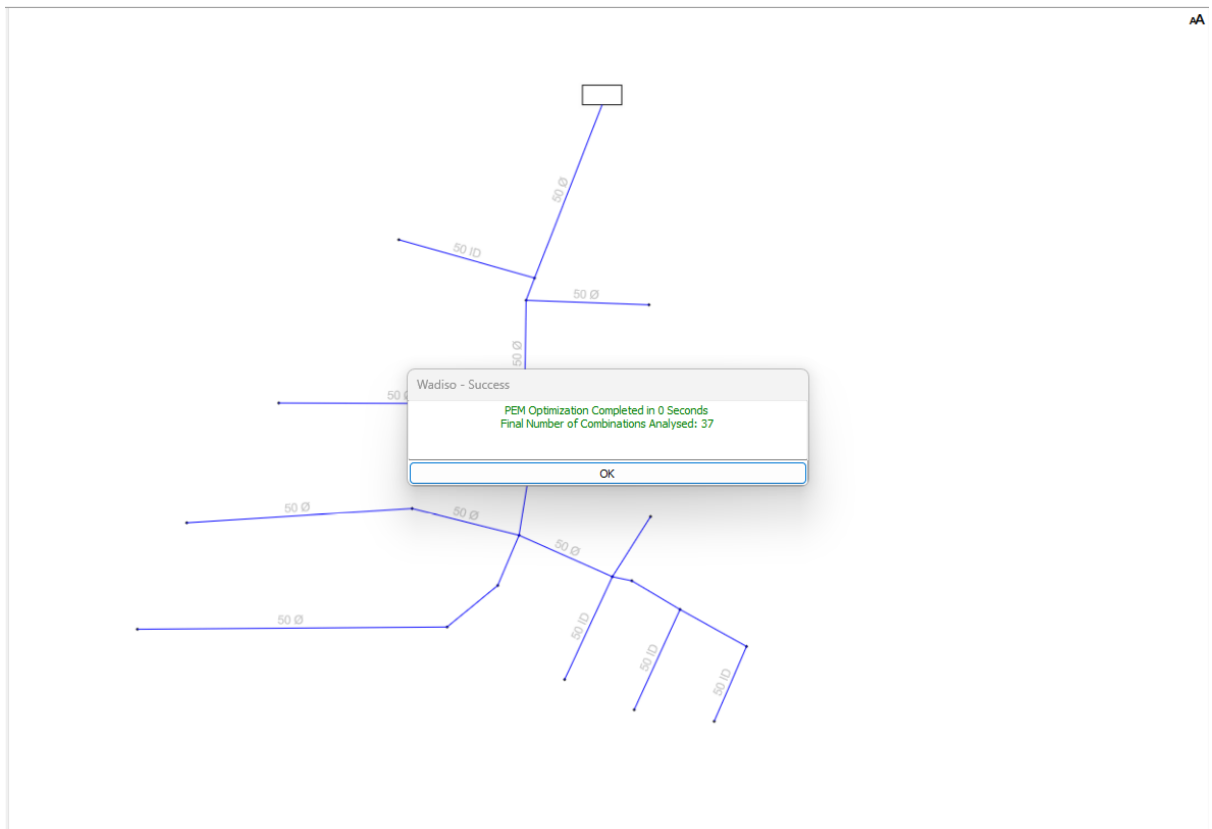 AA
50 Ø
50 ID
50 Ø
50 Ø
50 Ø
Wadiso - Success
PEM Optimization Completed in 0 Seconds
Final Number of Combinations Analysed: 37
OK
50 Ø
50 Ø
50 Ø
50 Ø
50 ID
50 ID
50 ID